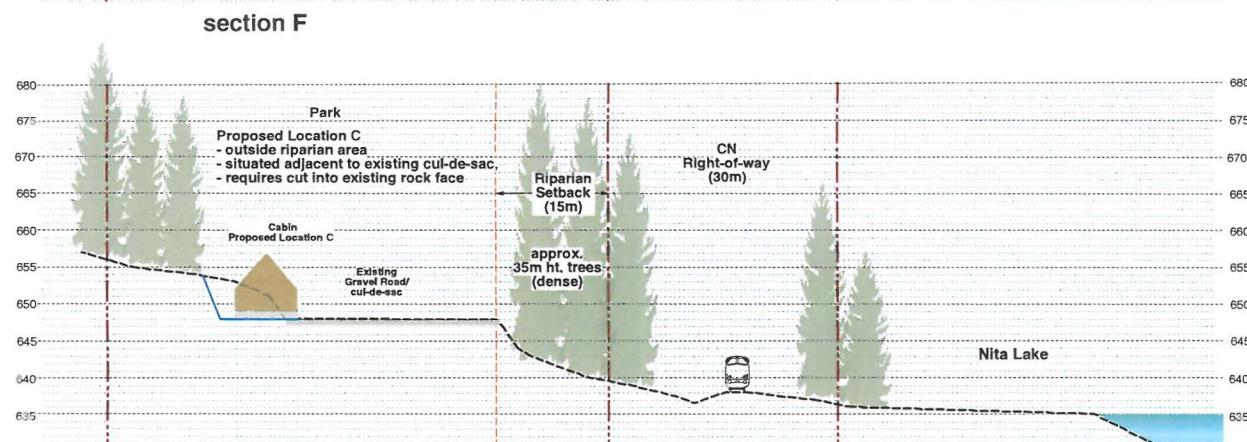 section F
680
675
670
665
660
655
650
645
640
635
Park
Proposed Location C
- outside riparian area
- situated adjacent to existing cul-de-sac,
- requires cut into existing rock face
Cabin
Proposed Location C
Existing
Gravel Road/
cul-de-sac
Riparian
Setback
(15m)
approx.
35m ht. trees
(dense)
CN
Right-of-way
(30m)
Nita Lake
680
675
670
665
660
655
650
645
640
635